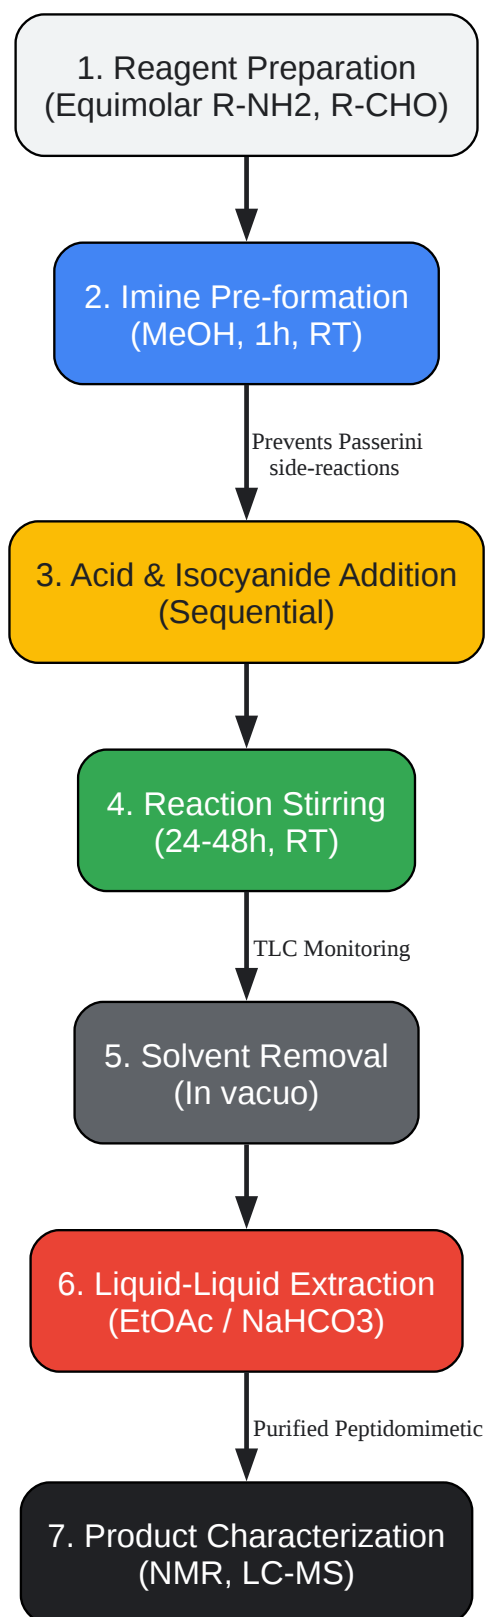 1. Reagent Preparation
(Equimolar R-NH2, R-CHO)
2. Imine Pre-formation
(MeOH, 1h, RT)
Prevents Passerini
side-reactions
3. Acid & Isocyanide Addition
(Sequential)
4. Reaction Stirring
(24-48h, RT)
TLC Monitoring
5. Solvent Removal
(In vacuo)
6. Liquid-Liquid Extraction
(EtOAc / NaHCO3)
Purified Peptidomimetic
7. Product Characterization
(NMR, LC-MS)